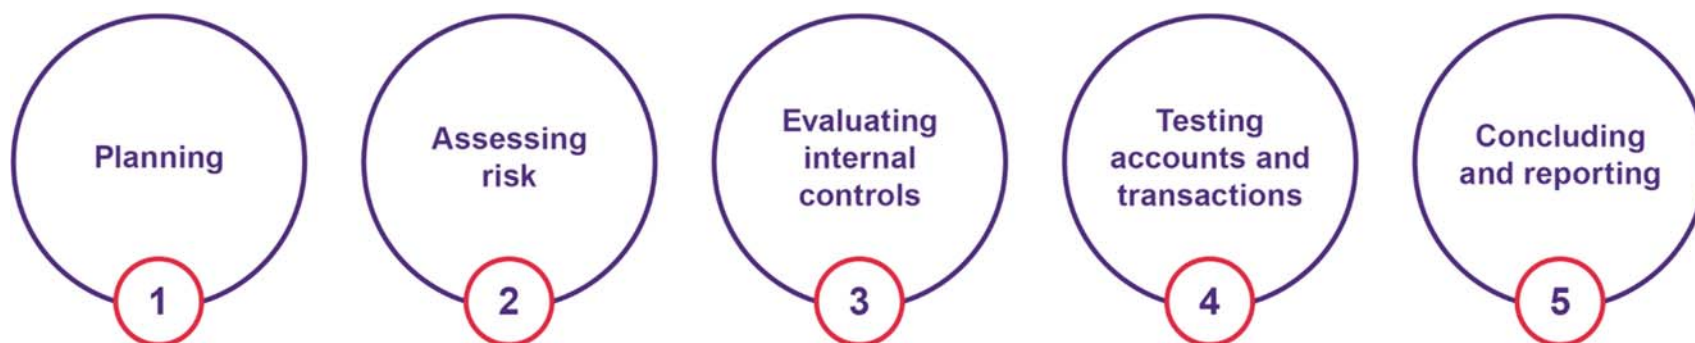 Planning
1
Assessing
risk
2
Evaluating
internal
controls
3
Testing
accounts and
transactions
4
Concluding
and reporting
5